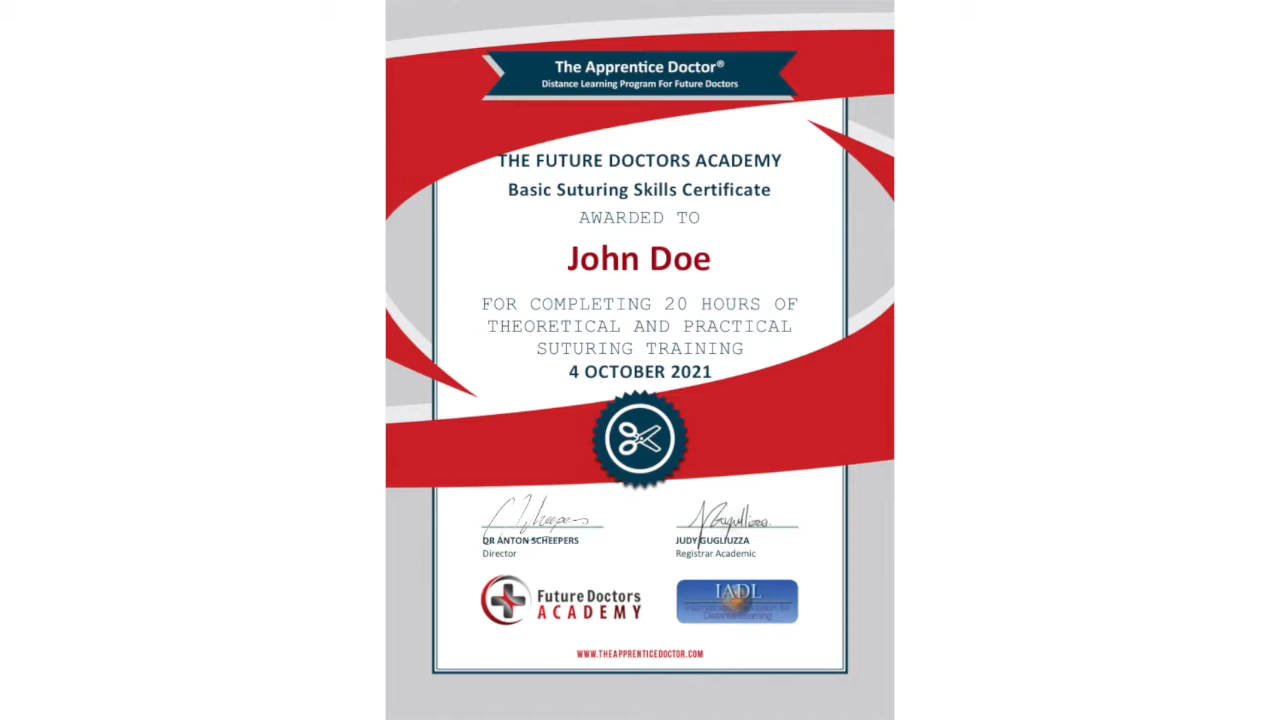 The Apprentice Doctor®
Distance Learning Program For Future Doctors
THE FUTURE DOCTORS ACADEMY
Basic Suturing Skills Certificate
AWARDED TO
John Doe
FOR COMPLETING 20 HOURS OF
THEORETICAL AND PRACTICAL
SUTURING TRAINING
4 OCTOBER 2021
DR ANTON SCHEEPERS
Director
JUDY GUGLIUZZA
Registrar Academic
Future Doctors
ACADEMY
IADL
Distance Learning
WWW.THEAPPRENTICEDOCTOR.COM